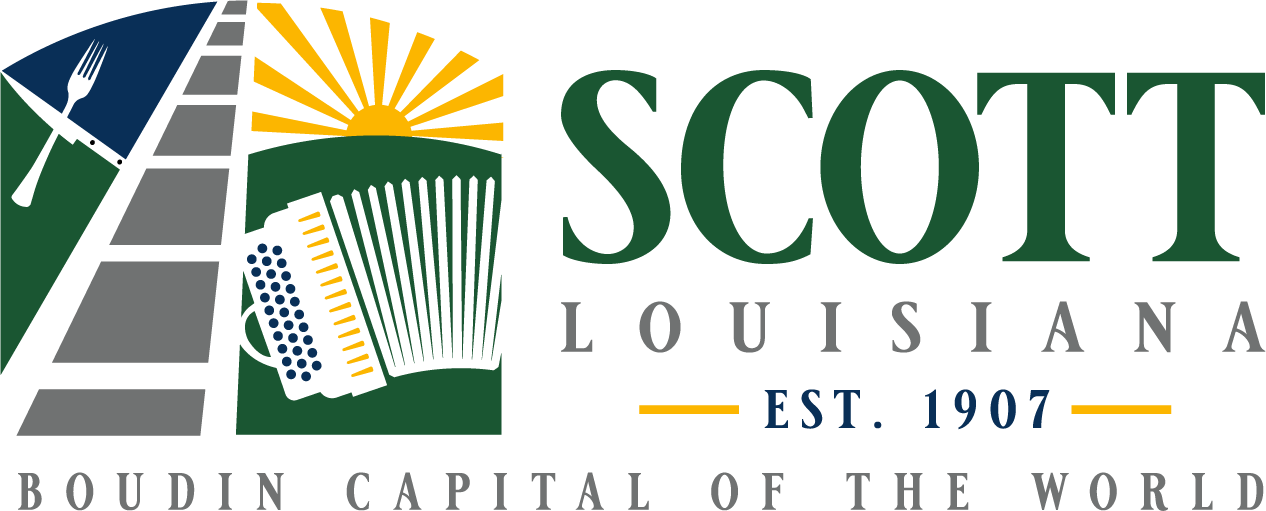 SCOTT
LOUISIANA
EST. 1907
BOUDIN CAPITAL OF THE WORLD